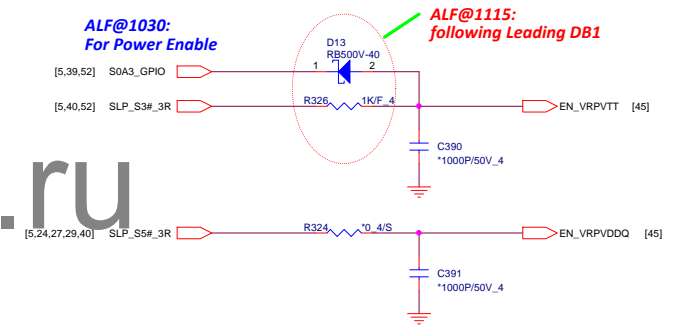 ALF@1030:
For Power Enable
ALF@1115:
following Leading DB1
D13
RB500V-40
[5,39,52] S0A3_GPIO 1 2
[5,40,52] SLP_S3#_3R R326 1K/F_4 EN_VRPVTT [45]
C390
*1000P/50V_4
.ru
[5,24,27,29,40] SLP_S5#_3R R324 *0_4/S EN_VRPVDDQ [45]
C391
*1000P/50V_4